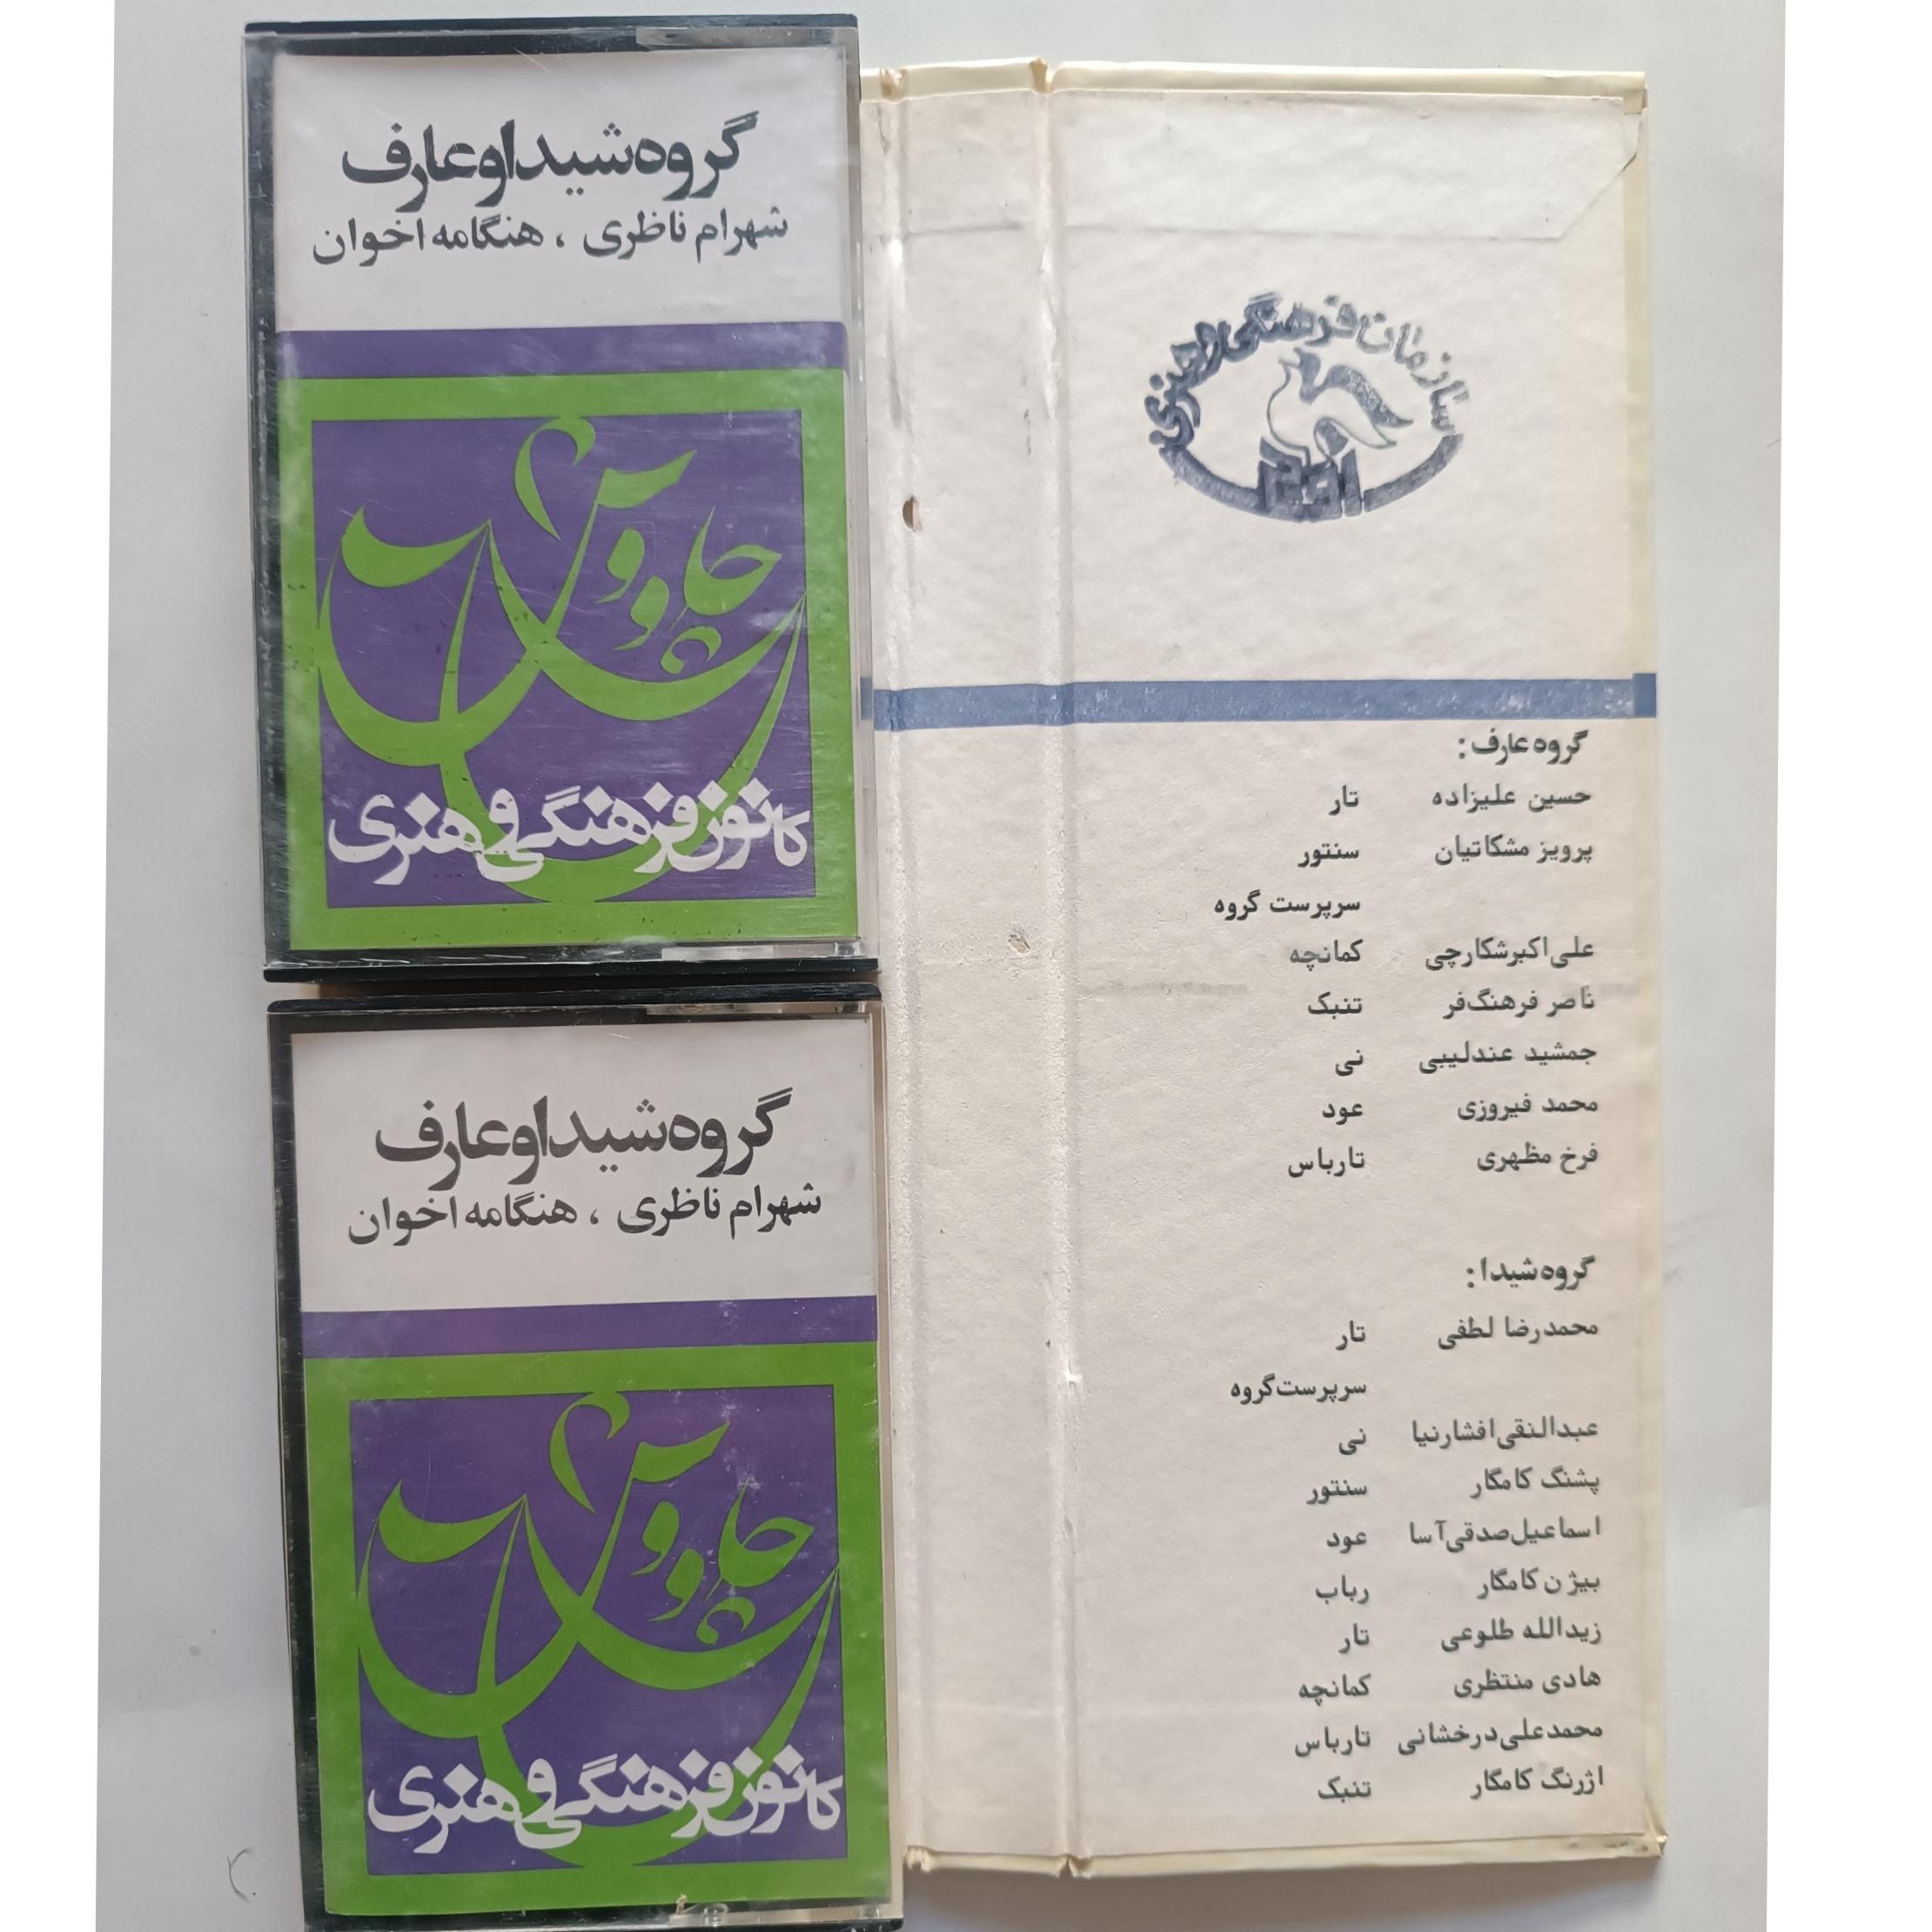 گروه شیدا و عارف
شهرام ناظری ، هنگامه اخوان
چاووش
کانون فرهنگی و هنری
گروه شیدا و عارف
شهرام ناظری ، هنگامه اخوان
چاووش
کانون فرهنگی و هنری
سازمان فرهنگی و هنری
گروه عارف :
حسین علیزاده تار
پرویز مشکاتیان سنتور
سرپرست گروه
علی‌اکبر شکارچی کمانچه
ناصر فرهنگ‌فر تنبک
جمشید عندلیبی نی
محمد فیروزی عود
فرخ مظهری تارباس
گروه شیدا :
محمدرضا لطفی تار
سرپرست گروه
عبدالنقی افشارنیا نی
پشنگ کامگار سنتور
اسماعیل صدقی‌آسا عود
بیژن کامگار رباب
زیدالله طلوعی تار
هادی منتظری کمانچه
محمدعلی درخشانی تارباس
اژرنگ کامگار تنبک